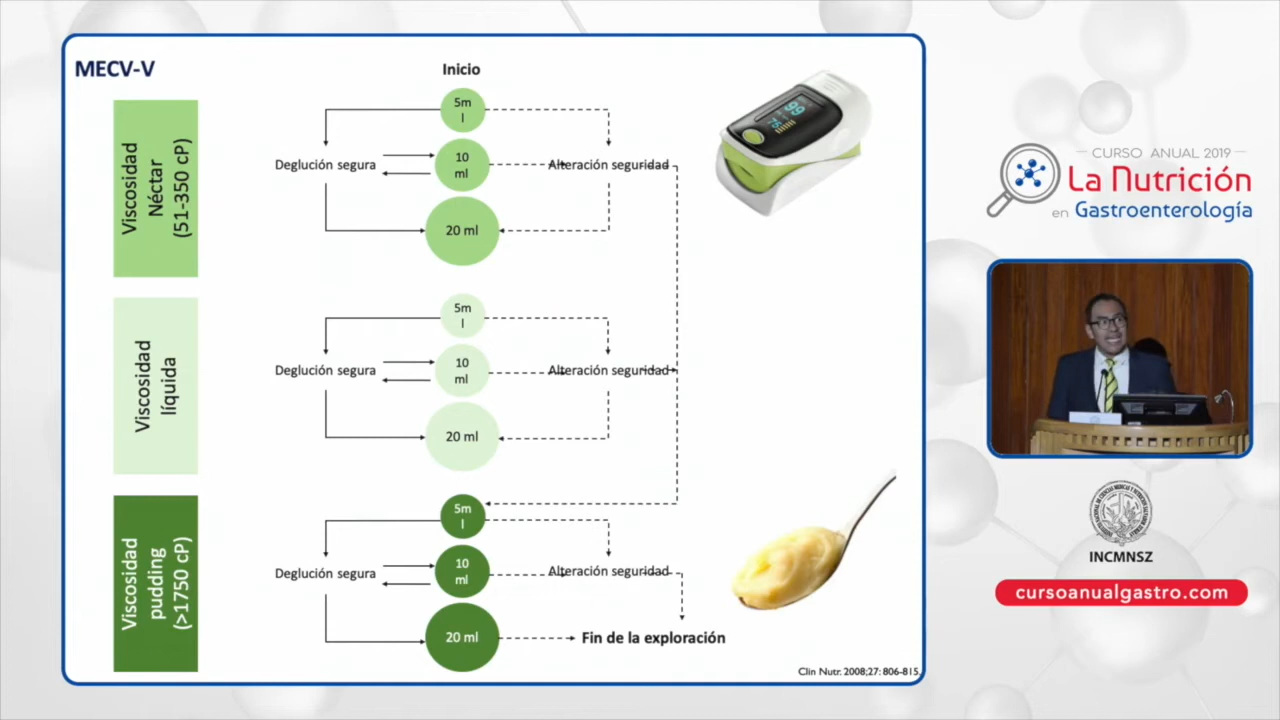 MECV-V
Inicio
Viscosidad
Néctar
(51-350 cP)
5m
l
Deglución segura
10
ml
Alteración seguridad
20 ml
Viscosidad
líquida
5m
l
Deglución segura
10
ml
Alteración seguridad
20 ml
Viscosidad
pudding
(>1750 cP)
5m
l
Deglución segura
10
ml
Alteración seguridad
20 ml
Fin de la exploración
Clin Nutr. 2008;27: 806-815.
99
CURSO ANUAL 2019
La Nutrición
en Gastroenterología
INCMNSZ
cursoanualgastro.com